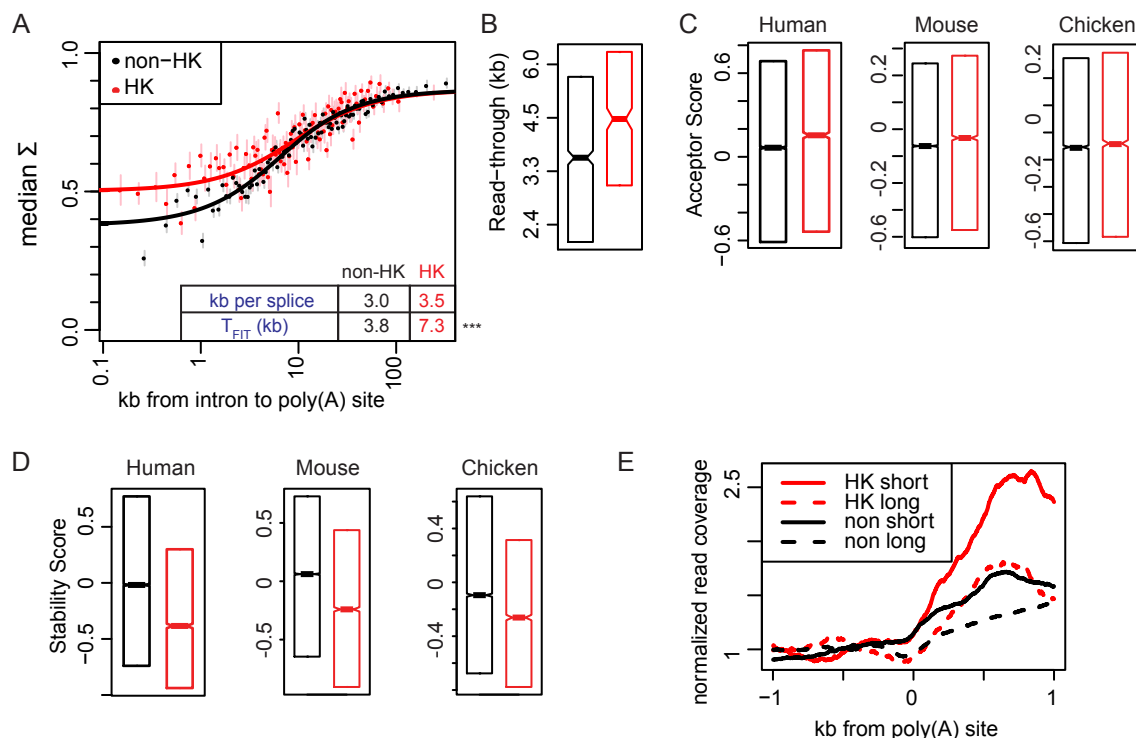 A
median Σ
1.0
0.5
0.0
non−HK
HK
non-HK HK
kb per splice 3.0 3.5
T_FIT (kb) 3.8 7.3 ***
0.1 1 10 100
kb from intron to poly(A) site
B
Read−through (kb)
6.0
4.5
3.3
2.4
C
Human Mouse Chicken
Acceptor Score
0.6
0
−0.6
0.2
0
−0.2
−0.6
0.2
0
−0.2
−0.6
D
Human Mouse Chicken
Stability Score
0.5
0
−0.5
0.5
0
−0.5
0.4
0
−0.4
E
normalized read coverage
2.5
1
HK short
HK long
non short
non long
−1 0 1
kb from poly(A) site